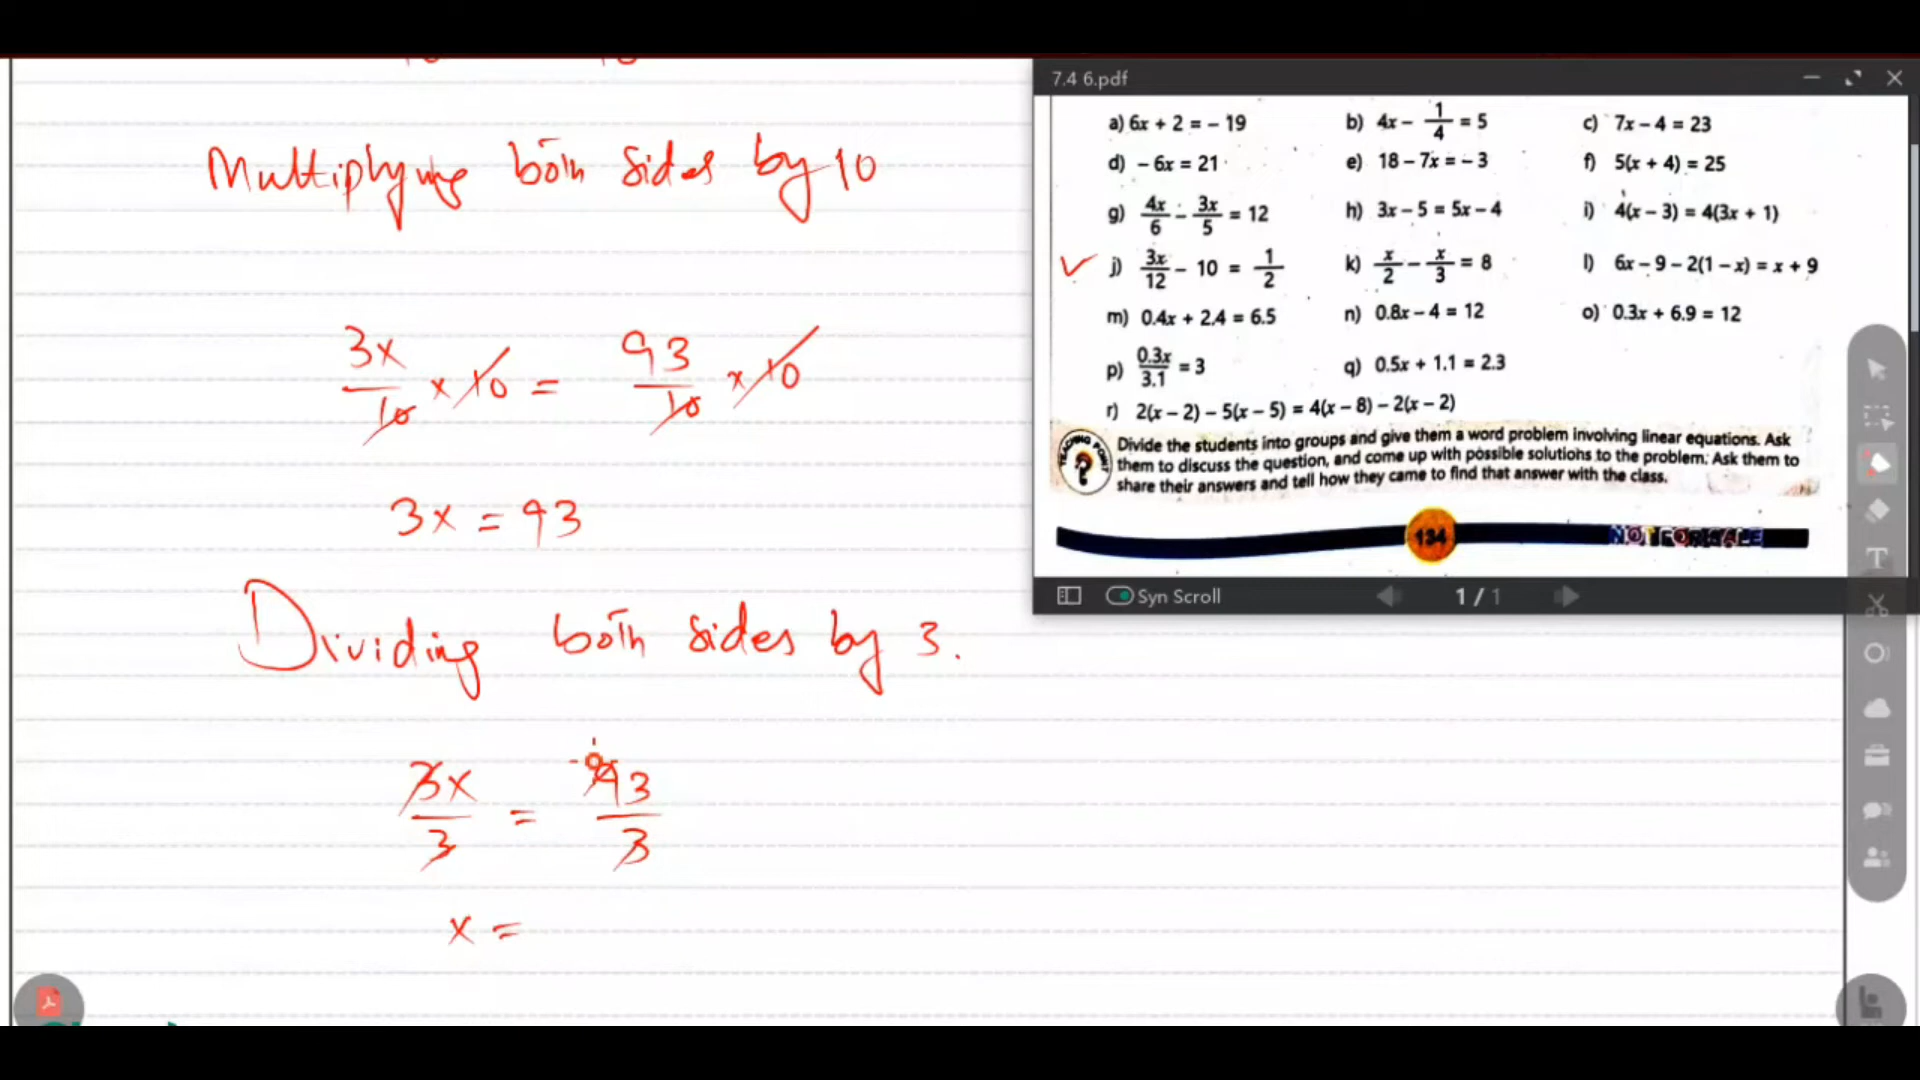 Multiplying both sides by 10
3x/10 × 10 = 93/10 × 10
3x = 93
Dividing both sides by 3.
3x/3 = 93/3
x =
7.4 6.pdf
a) 6x + 2 = – 19 b) 4x – 1/4 = 5 c) 7x – 4 = 23
d) – 6x = 21 e) 18 – 7x = – 3 f) 5(x + 4) = 25
g) 4x/6 – 3x/5 = 12 h) 3x – 5 = 5x – 4 i) 4(x – 3) = 4(3x + 1)
✓ j) 3x/12 – 10 = 1/2 k) x/2 – x/3 = 8 l) 6x – 9 – 2(1 – x) = x + 9
m) 0.4x + 2.4 = 6.5 n) 0.8x – 4 = 12 o) 0.3x + 6.9 = 12
p) 0.3x/3.1 = 3 q) 0.5x + 1.1 = 2.3
r) 2(x – 2) – 5(x – 5) = 4(x – 8) – 2(x – 2)
TEACHING POINT
Divide the students into groups and give them a word problem involving linear equations. Ask
them to discuss the question, and come up with possible solutions to the problem. Ask them to
share their answers and tell how they came to find that answer with the class.
134
NOT FOR SALE
Syn Scroll 1 / 1